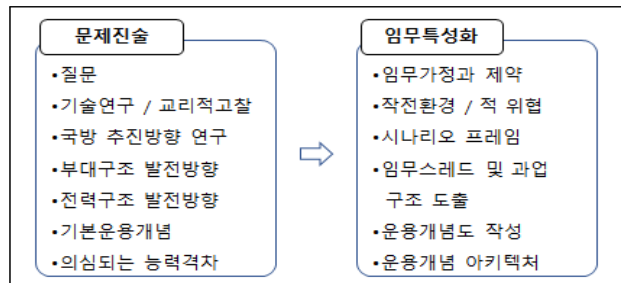 문제진술
•질문
•기술연구 / 교리적고찰
•국방 추진방향 연구
•부대구조 발전방향
•전력구조 발전방향
•기본운용개념
•의심되는 능력격차
임무특성화
•임무가정과 제약
•작전환경 / 적 위협
•시나리오 프레임
•임무스레드 및 과업
구조 도출
•운용개념도 작성
•운용개념 아키텍처